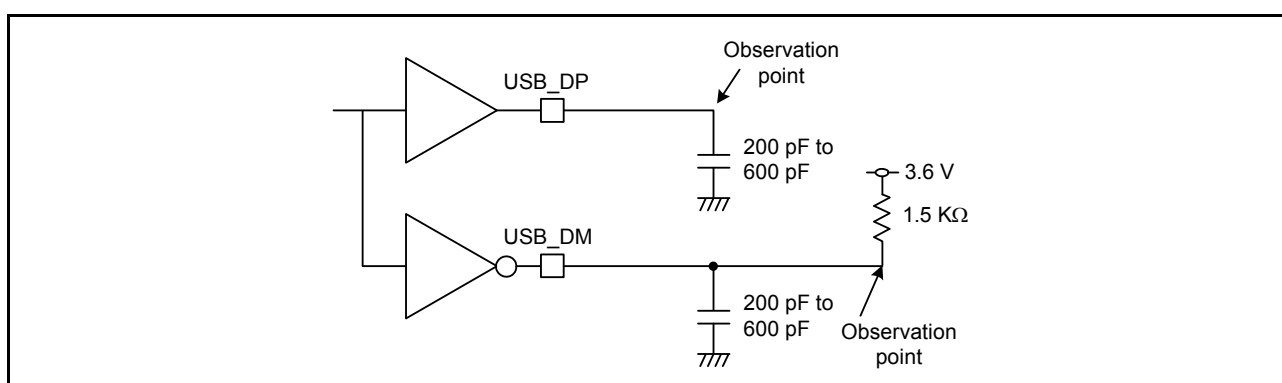 Observation
point
USB_DP
200 pF to
600 pF
3.6 V
1.5 KΩ
USB_DM
200 pF to
600 pF
Observation
point